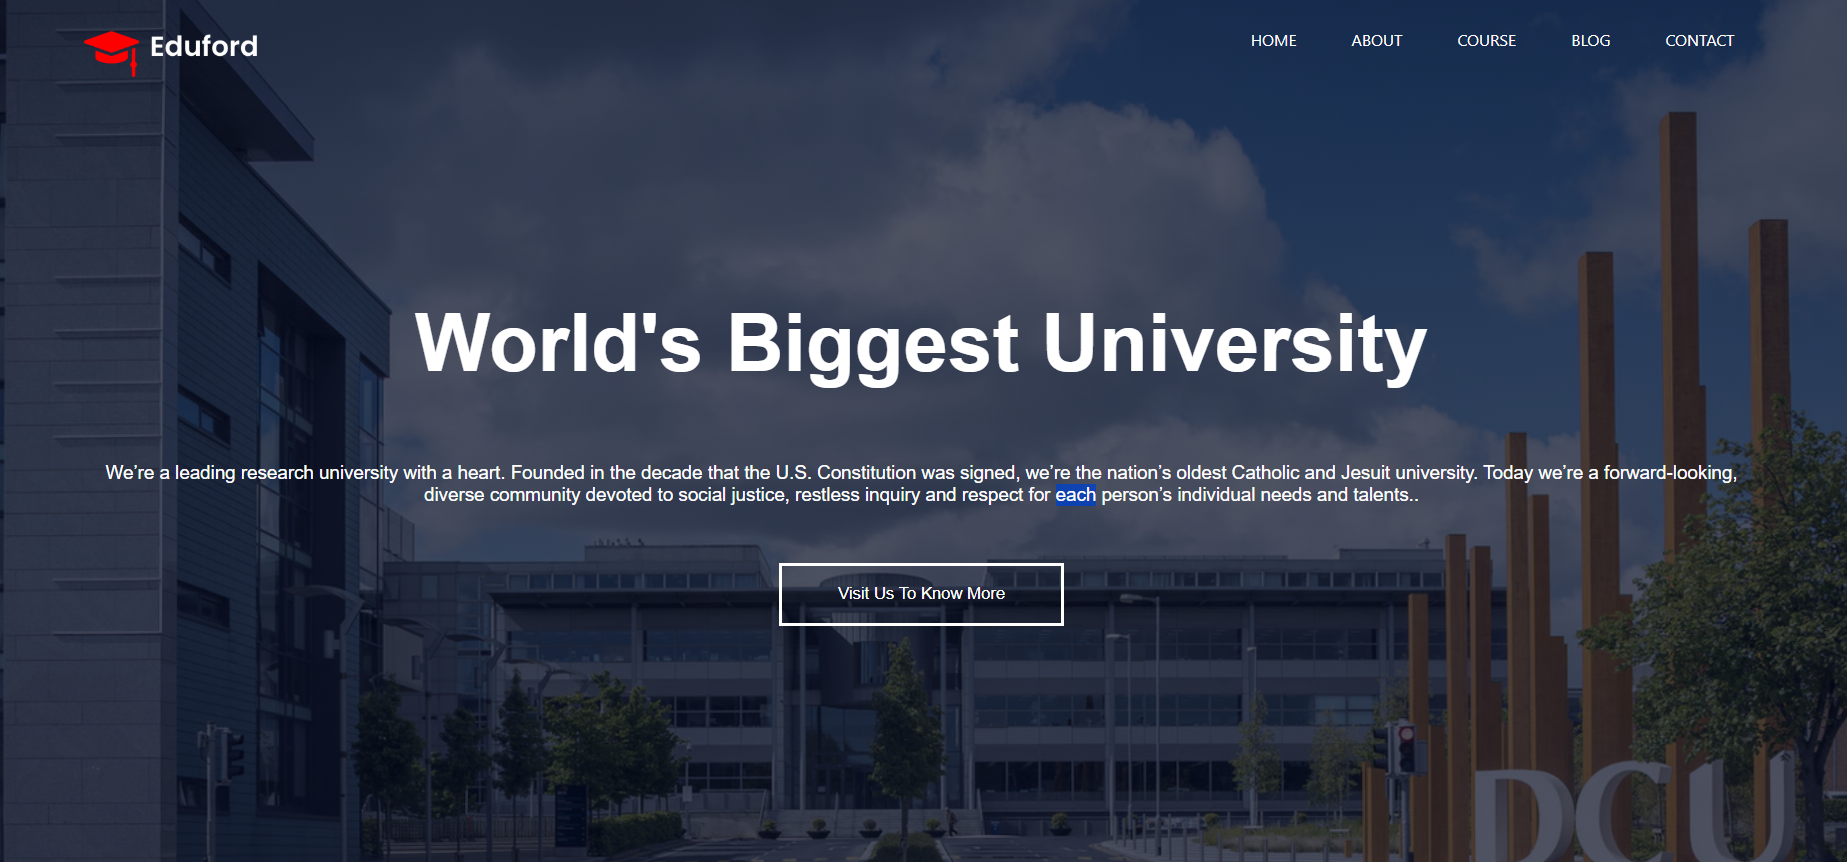 Eduford
HOME ABOUT COURSE BLOG CONTACT
World's Biggest University
We’re a leading research university with a heart. Founded in the decade that the U.S. Constitution was signed, we’re the nation’s oldest Catholic and Jesuit university. Today we’re a forward-looking,
diverse community devoted to social justice, restless inquiry and respect for each person’s individual needs and talents..
Visit Us To Know More
DCU